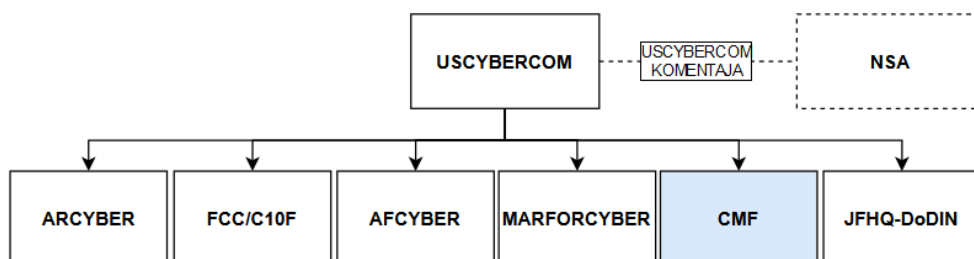 USCYBERCOM
USCYBERCOM
KOMENTAJA
NSA
ARCYBER
FCC/C10F
AFCYBER
MARFORCYBER
CMF
JFHQ-DoDIN